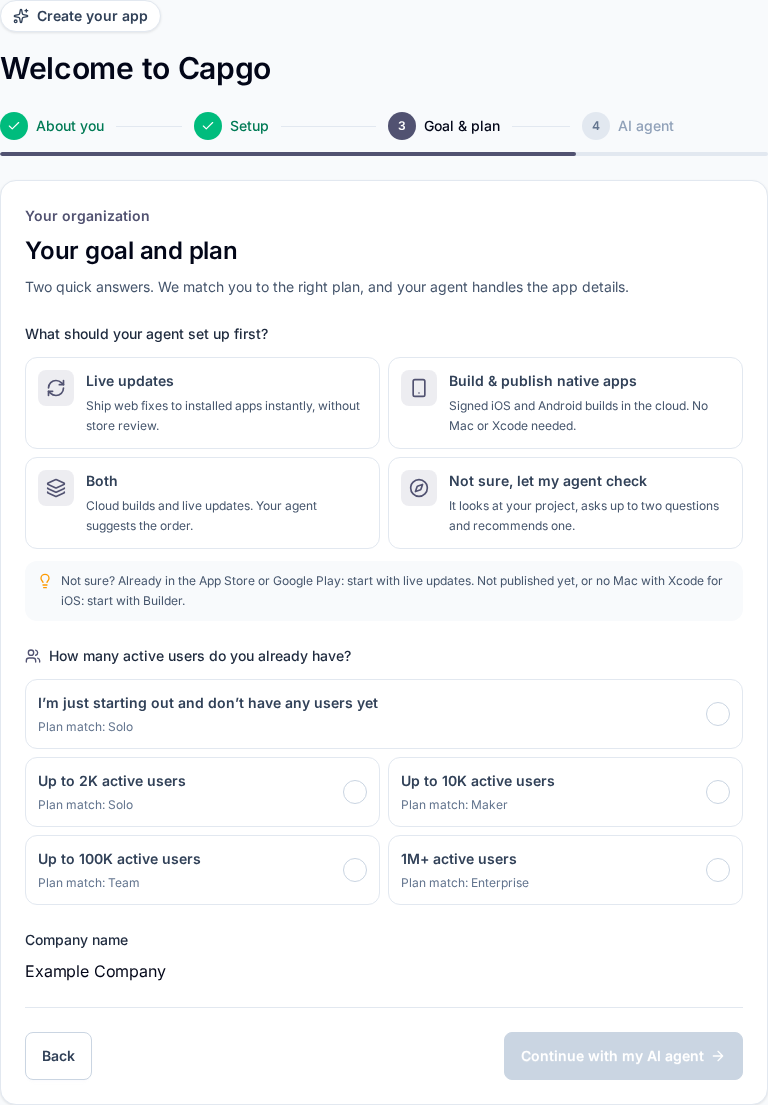 Create your app
Welcome to Capgo
About you
Setup
3
Goal & plan
4
AI agent
Your organization
Your goal and plan
Two quick answers. We match you to the right plan, and your agent handles the app details.
What should your agent set up first?
Live updates
Ship web fixes to installed apps instantly, without
store review.
Build & publish native apps
Signed iOS and Android builds in the cloud. No
Mac or Xcode needed.
Both
Cloud builds and live updates. Your agent
suggests the order.
Not sure, let my agent check
It looks at your project, asks up to two questions
and recommends one.
Not sure? Already in the App Store or Google Play: start with live updates. Not published yet, or no Mac with Xcode for
iOS: start with Builder.
How many active users do you already have?
I’m just starting out and don’t have any users yet
Plan match: Solo
Up to 2K active users
Plan match: Solo
Up to 10K active users
Plan match: Maker
Up to 100K active users
Plan match: Team
1M+ active users
Plan match: Enterprise
Company name
Example Company
Back
Continue with my AI agent →